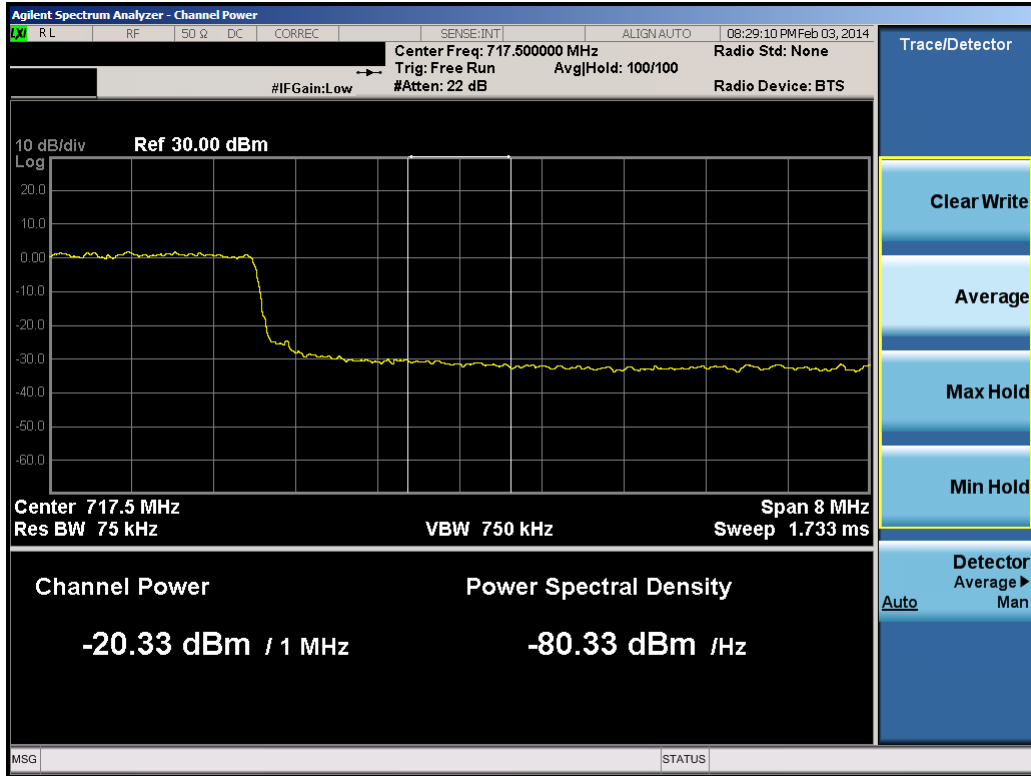 Agilent Spectrum Analyzer - Channel Power
LXI RL RF 50 Ω DC CORREC SENSE:INT ALIGN AUTO 08:29:10 PM Feb 03, 2014
Center Freq: 717.500000 MHz Radio Std: None
Trig: Free Run Avg|Hold: 100/100
#IFGain:Low #Atten: 22 dB Radio Device: BTS
10 dB/div Ref 30.00 dBm
Log
20.0
10.0
0.00
-10.0
-20.0
-30.0
-40.0
-50.0
-60.0
Center 717.5 MHz Span 8 MHz
Res BW 75 kHz VBW 750 kHz Sweep 1.733 ms
Channel Power Power Spectral Density
-20.33 dBm / 1 MHz -80.33 dBm /Hz
MSG STATUS
Trace/Detector
Clear Write
Average
Max Hold
Min Hold
Detector
Average▶
Auto Man